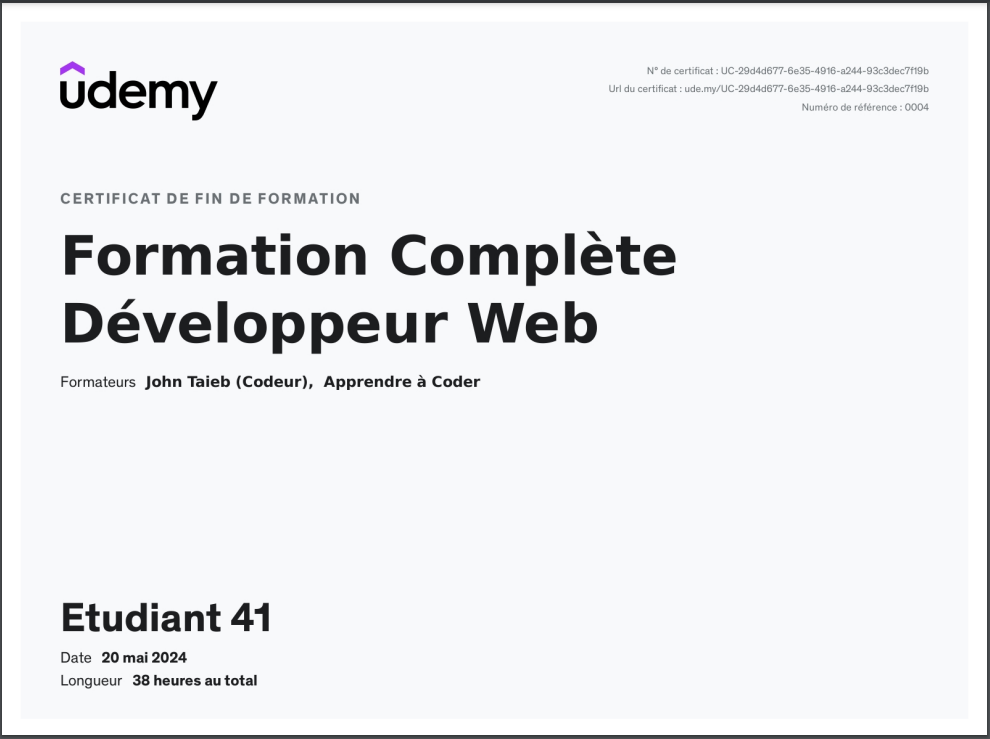 udemy
N° de certificat : UC-29d4d677-6e35-4916-a244-93c3dec7f19b
Url du certificat : ude.my/UC-29d4d677-6e35-4916-a244-93c3dec7f19b
Numéro de référence : 0004
CERTIFICAT DE FIN DE FORMATION
Formation Complète
Développeur Web
Formateurs John Taieb (Codeur), Apprendre à Coder
Etudiant 41
Date 20 mai 2024
Longueur 38 heures au total